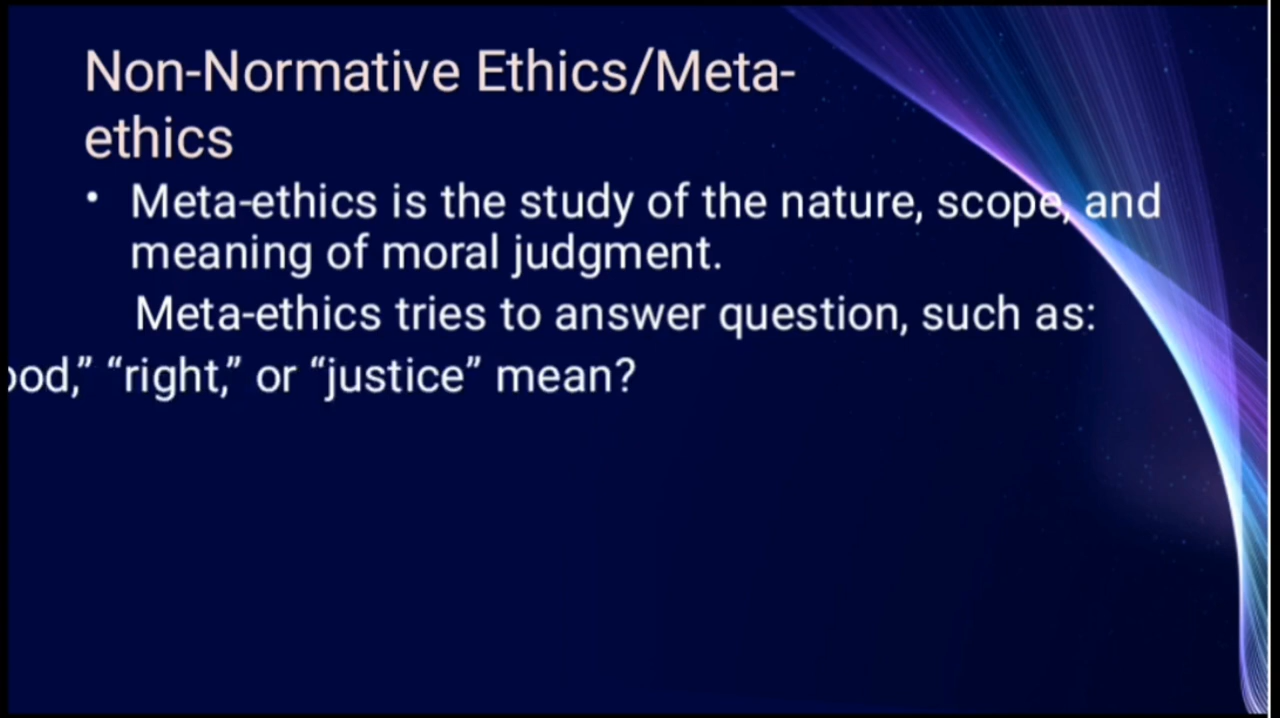 Non-Normative Ethics/Meta-
ethics
• Meta-ethics is the study of the nature, scope, and
meaning of moral judgment.
Meta-ethics tries to answer question, such as:
“right,” or “justice” mean?